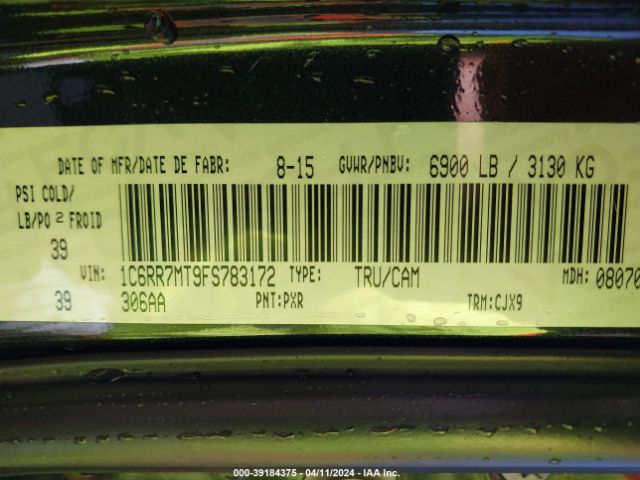 DATE OF MFR/DATE DE FABR: 8-15 GVWR/PNBV: 6900 LB / 3130 KG
PSI COLD/
LB/PO 2 FROID
39
VIN: 1C6RR7MT9FS783172 TYPE: TRU/CAM MDH: 08070
39 306AA PNT:PXR TRM:CJX9
000-39184375 - 04/11/2024 - IAA Inc.